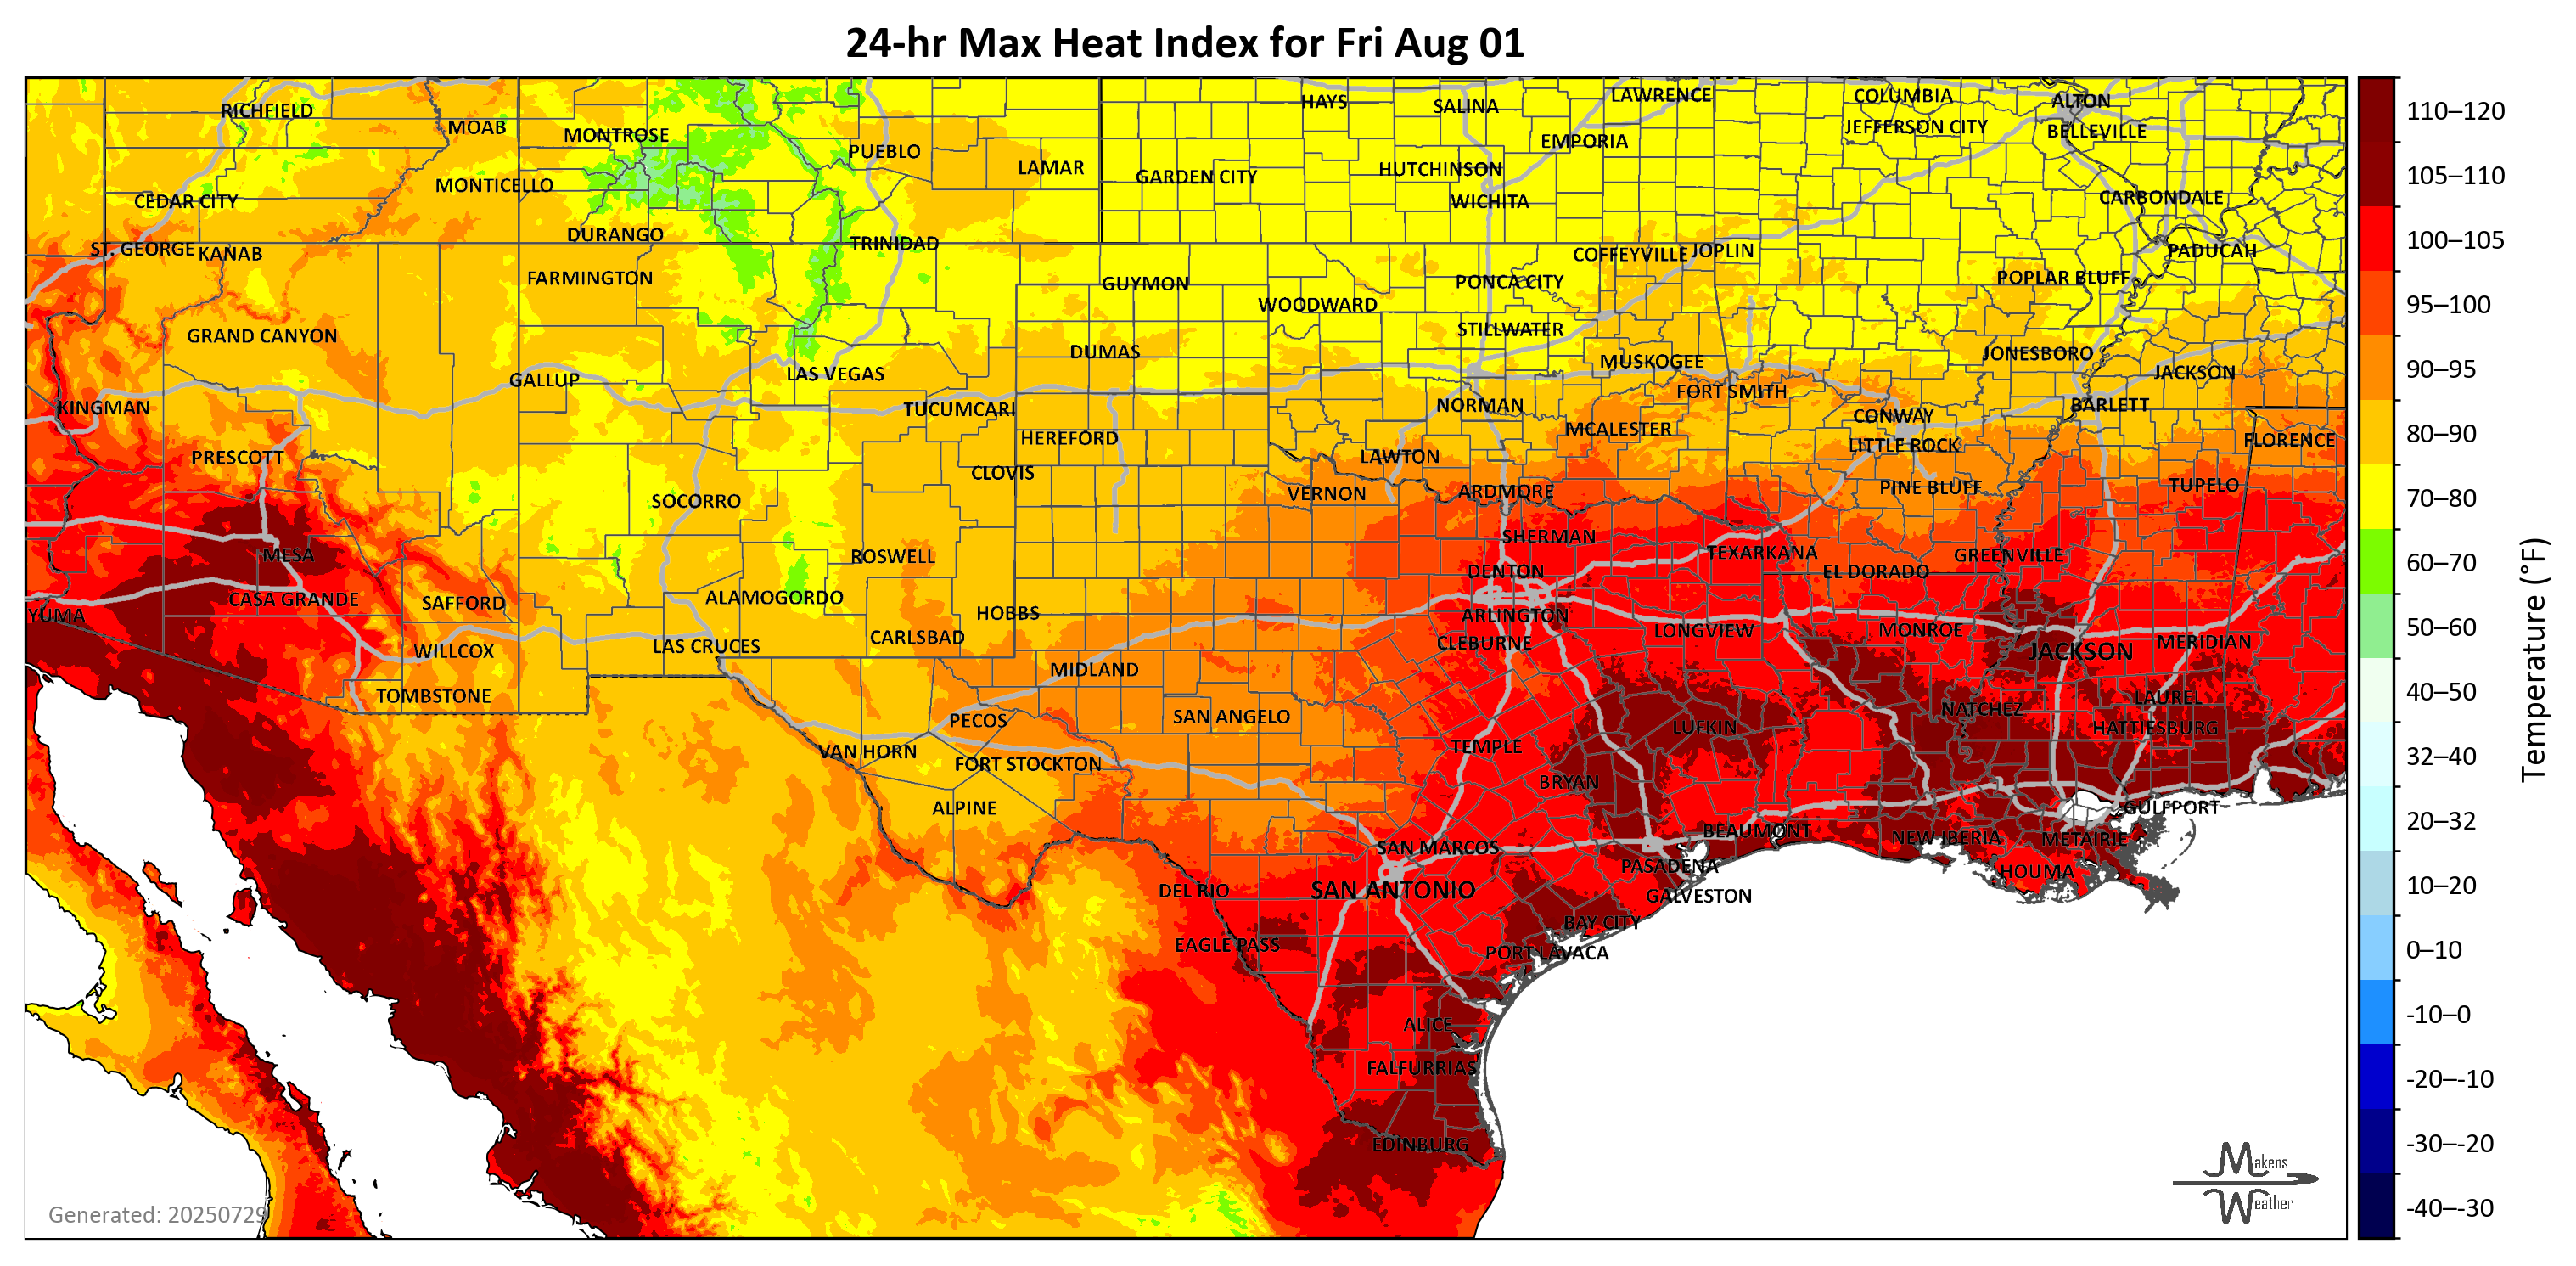 24-hr Max Heat Index for Fri Aug 01
RICHFIELD
MOAB
MONTROSE
PUEBLO
LAMAR
HAYS
SALINA
LAWRENCE
COLUMBIA
ALTON
JEFFERSON CITY
BELLEVILLE
EMPORIA
HUTCHINSON
GARDEN CITY
WICHITA
MONTICELLO
CEDAR CITY
CARBONDALE
DURANGO
TRINIDAD
ST. GEORGE
KANAB
COFFEYVILLE
JOPLIN
PADUCAH
FARMINGTON
GUYMON
PONCA CITY
POPLAR BLUFF
WOODWARD
GRAND CANYON
STILLWATER
DUMAS
MUSKOGEE
JONESBORO
GALLUP
LAS VEGAS
JACKSON
FORT SMITH
KINGMAN
TUCUMCARI
NORMAN
CONWAY
BARLETT
HEREFORD
MCALESTER
LITTLE ROCK
FLORENCE
PRESCOTT
CLOVIS
LAWTON
SOCORRO
VERNON
ARDMORE
PINE BLUFF
TUPELO
SHERMAN
MESA
ROSWELL
TEXARKANA
GREENVILLE
DENTON
EL DORADO
CASA GRANDE
SAFFORD
ALAMOGORDO
HOBBS
ARLINGTON
YUMA
CARLSBAD
CLEBURNE
LONGVIEW
MONROE
MERIDIAN
WILLCOX
LAS CRUCES
MIDLAND
JACKSON
TOMBSTONE
LAUREL
PECOS
SAN ANGELO
NATCHEZ
LUFKIN
HATTIESBURG
VAN HORN
FORT STOCKTON
TEMPLE
BRYAN
ALPINE
GULFPORT
BEAUMONT
NEW IBERIA
METAIRIE
SAN MARCOS
PASADENA
HOUMA
DEL RIO
SAN ANTONIO
GALVESTON
BAY CITY
EAGLE PASS
PORT LAVACA
ALICE
FALFURRIAS
EDINBURG
Generated: 20250729
Makens
Weather
110–120
105–110
100–105
95–100
90–95
80–90
70–80
60–70
50–60
40–50
32–40
20–32
10–20
0–10
-10–0
-20–-10
-30–-20
-40–-30
Temperature (°F)